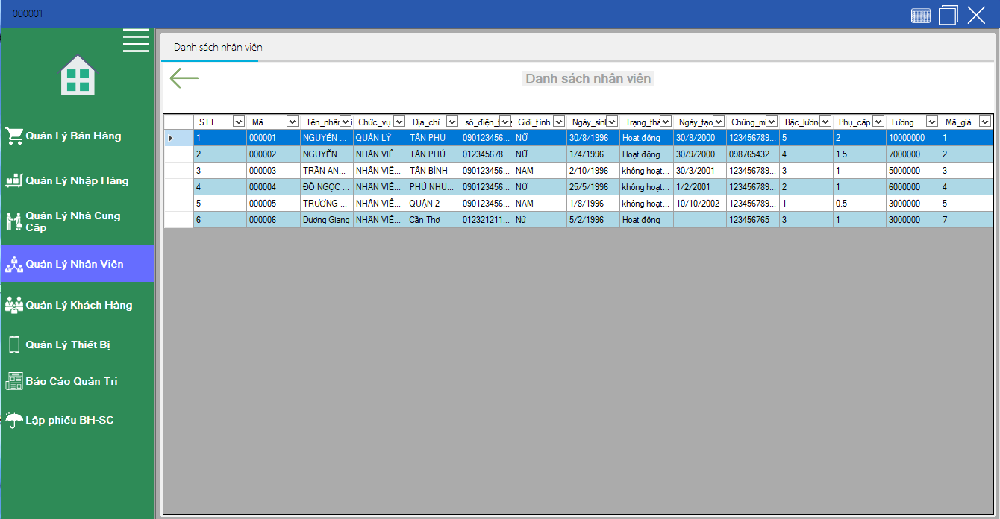 000001
Danh sách nhân viên
Danh sách nhân viên
Quản Lý Bán Hàng
Quản Lý Nhập Hàng
Quản Lý Nhà Cung
Cấp
Quản Lý Nhân Viên
Quản Lý Khách Hàng
Quản Lý Thiết Bị
Báo Cáo Quản Trị
Lập phiếu BH-SC
STT Mã Tên_nhân Chức_vụ Địa_chỉ số_điện_t Giới_tính Ngày_sinh Trạng_thá Ngày_tạo Chứng_m Bậc_lương Phụ_cấp Lương Mã_giả
1 000001 NGUYỄN ... QUẢN LÝ TÂN PHÚ 090123456... NỮ 30/8/1996 Hoạt động 30/8/2000 123456789... 5 2 10000000 1
2 000002 NGUYỄN ... NHÂN VIÊ... TÂN PHÚ 012345678... NỮ 1/4/1996 Hoạt động 30/9/2000 098765432... 4 1.5 7000000 2
3 000003 TRẦN AN... NHÂN VIÊ... TÂN BÌNH 090123456... NAM 2/10/1996 không hoạt... 30/3/2001 123456789... 3 1 5000000 3
4 000004 ĐỖ NGỌC ... NHÂN VIÊ... PHÚ NHU... 090123456... NỮ 25/5/1996 không hoạt... 1/2/2001 123456789... 2 1 6000000 4
5 000005 TRƯƠNG ... NHÂN VIÊ... QUẬN 2 090123456... NAM 1/8/1996 không hoạt... 10/10/2002 123456789... 1 0.5 3000000 5
6 000006 Dương Giang NHÂN VIÊ... Cần Thơ 012321211... Nữ 5/2/1996 Hoạt động 123456765 3 1 3000000 7